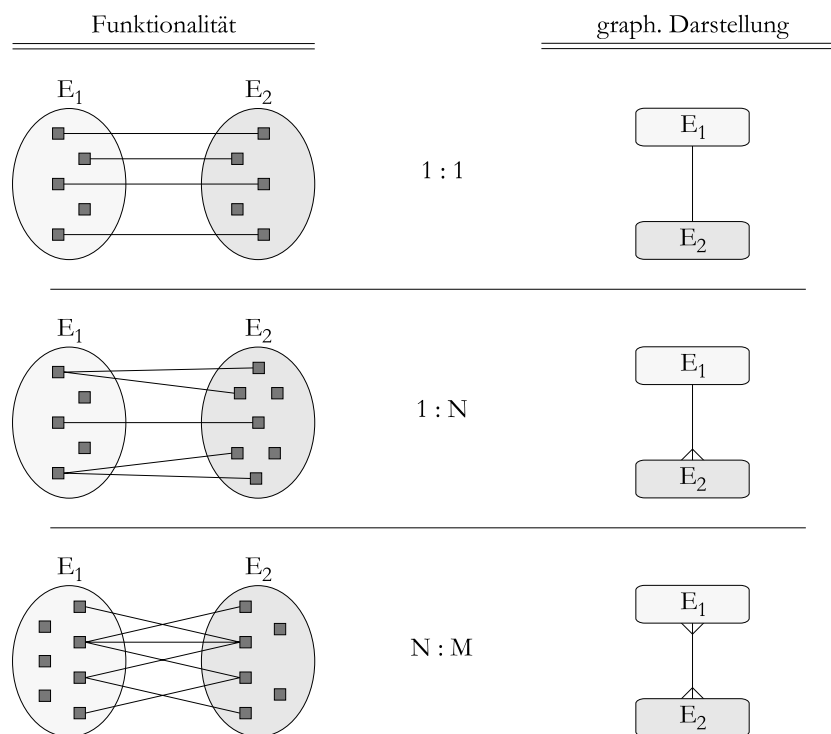 Funktionalität
graph. Darstellung
E₁
E₂
1 : 1
E₁
E₂
E₁
E₂
1 : N
E₁
E₂
E₁
E₂
N : M
E₁
E₂